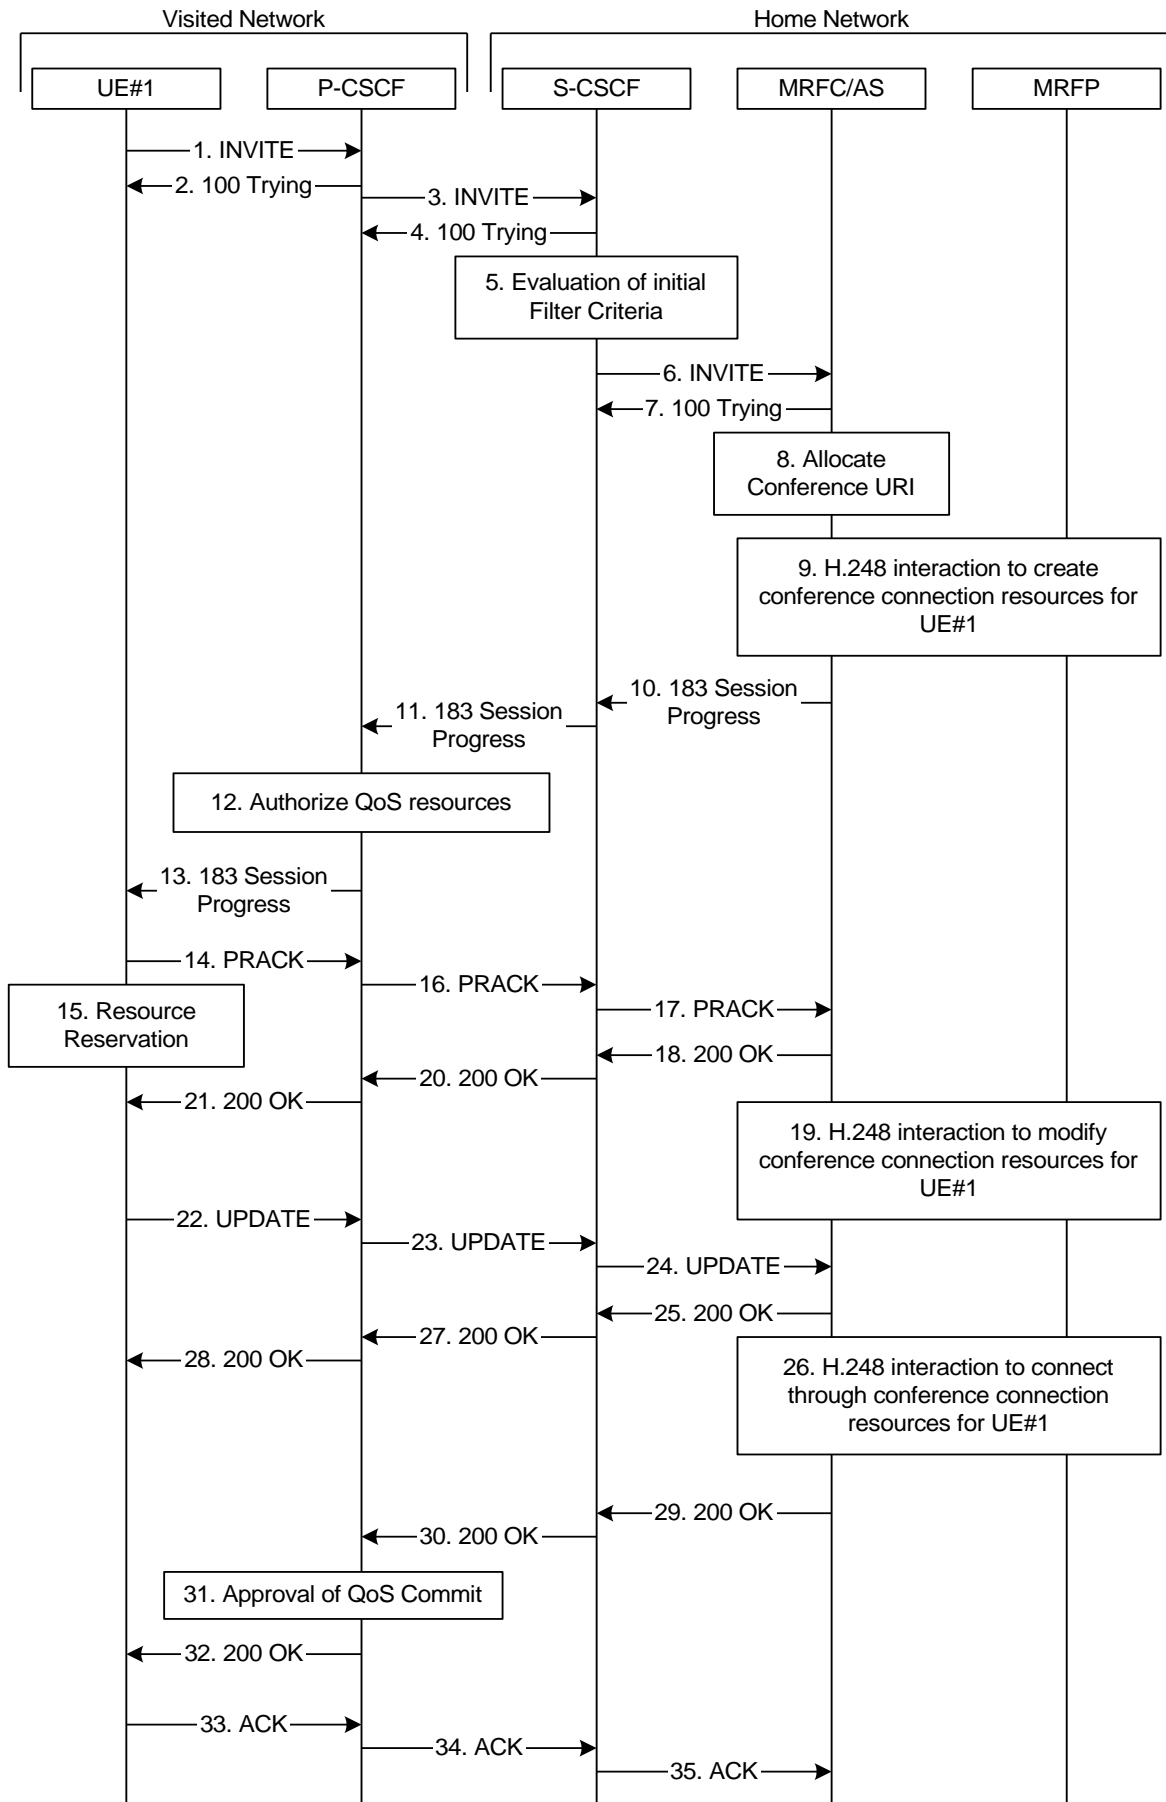 Visited Network
Home Network
UE#1
P-CSCF
S-CSCF
MRFC/AS
MRFP
1. INVITE
2. 100 Trying
3. INVITE
4. 100 Trying
5. Evaluation of initial
Filter Criteria
6. INVITE
7. 100 Trying
8. Allocate
Conference URI
9. H.248 interaction to create
conference connection resources for
UE#1
10. 183 Session
Progress
11. 183 Session
Progress
12. Authorize QoS resources
13. 183 Session
Progress
14. PRACK
15. Resource
Reservation
16. PRACK
17. PRACK
18. 200 OK
20. 200 OK
21. 200 OK
19. H.248 interaction to modify
conference connection resources for
UE#1
22. UPDATE
23. UPDATE
24. UPDATE
25. 200 OK
27. 200 OK
28. 200 OK
26. H.248 interaction to connect
through conference connection
resources for UE#1
29. 200 OK
30. 200 OK
31. Approval of QoS Commit
32. 200 OK
33. ACK
34. ACK
35. ACK